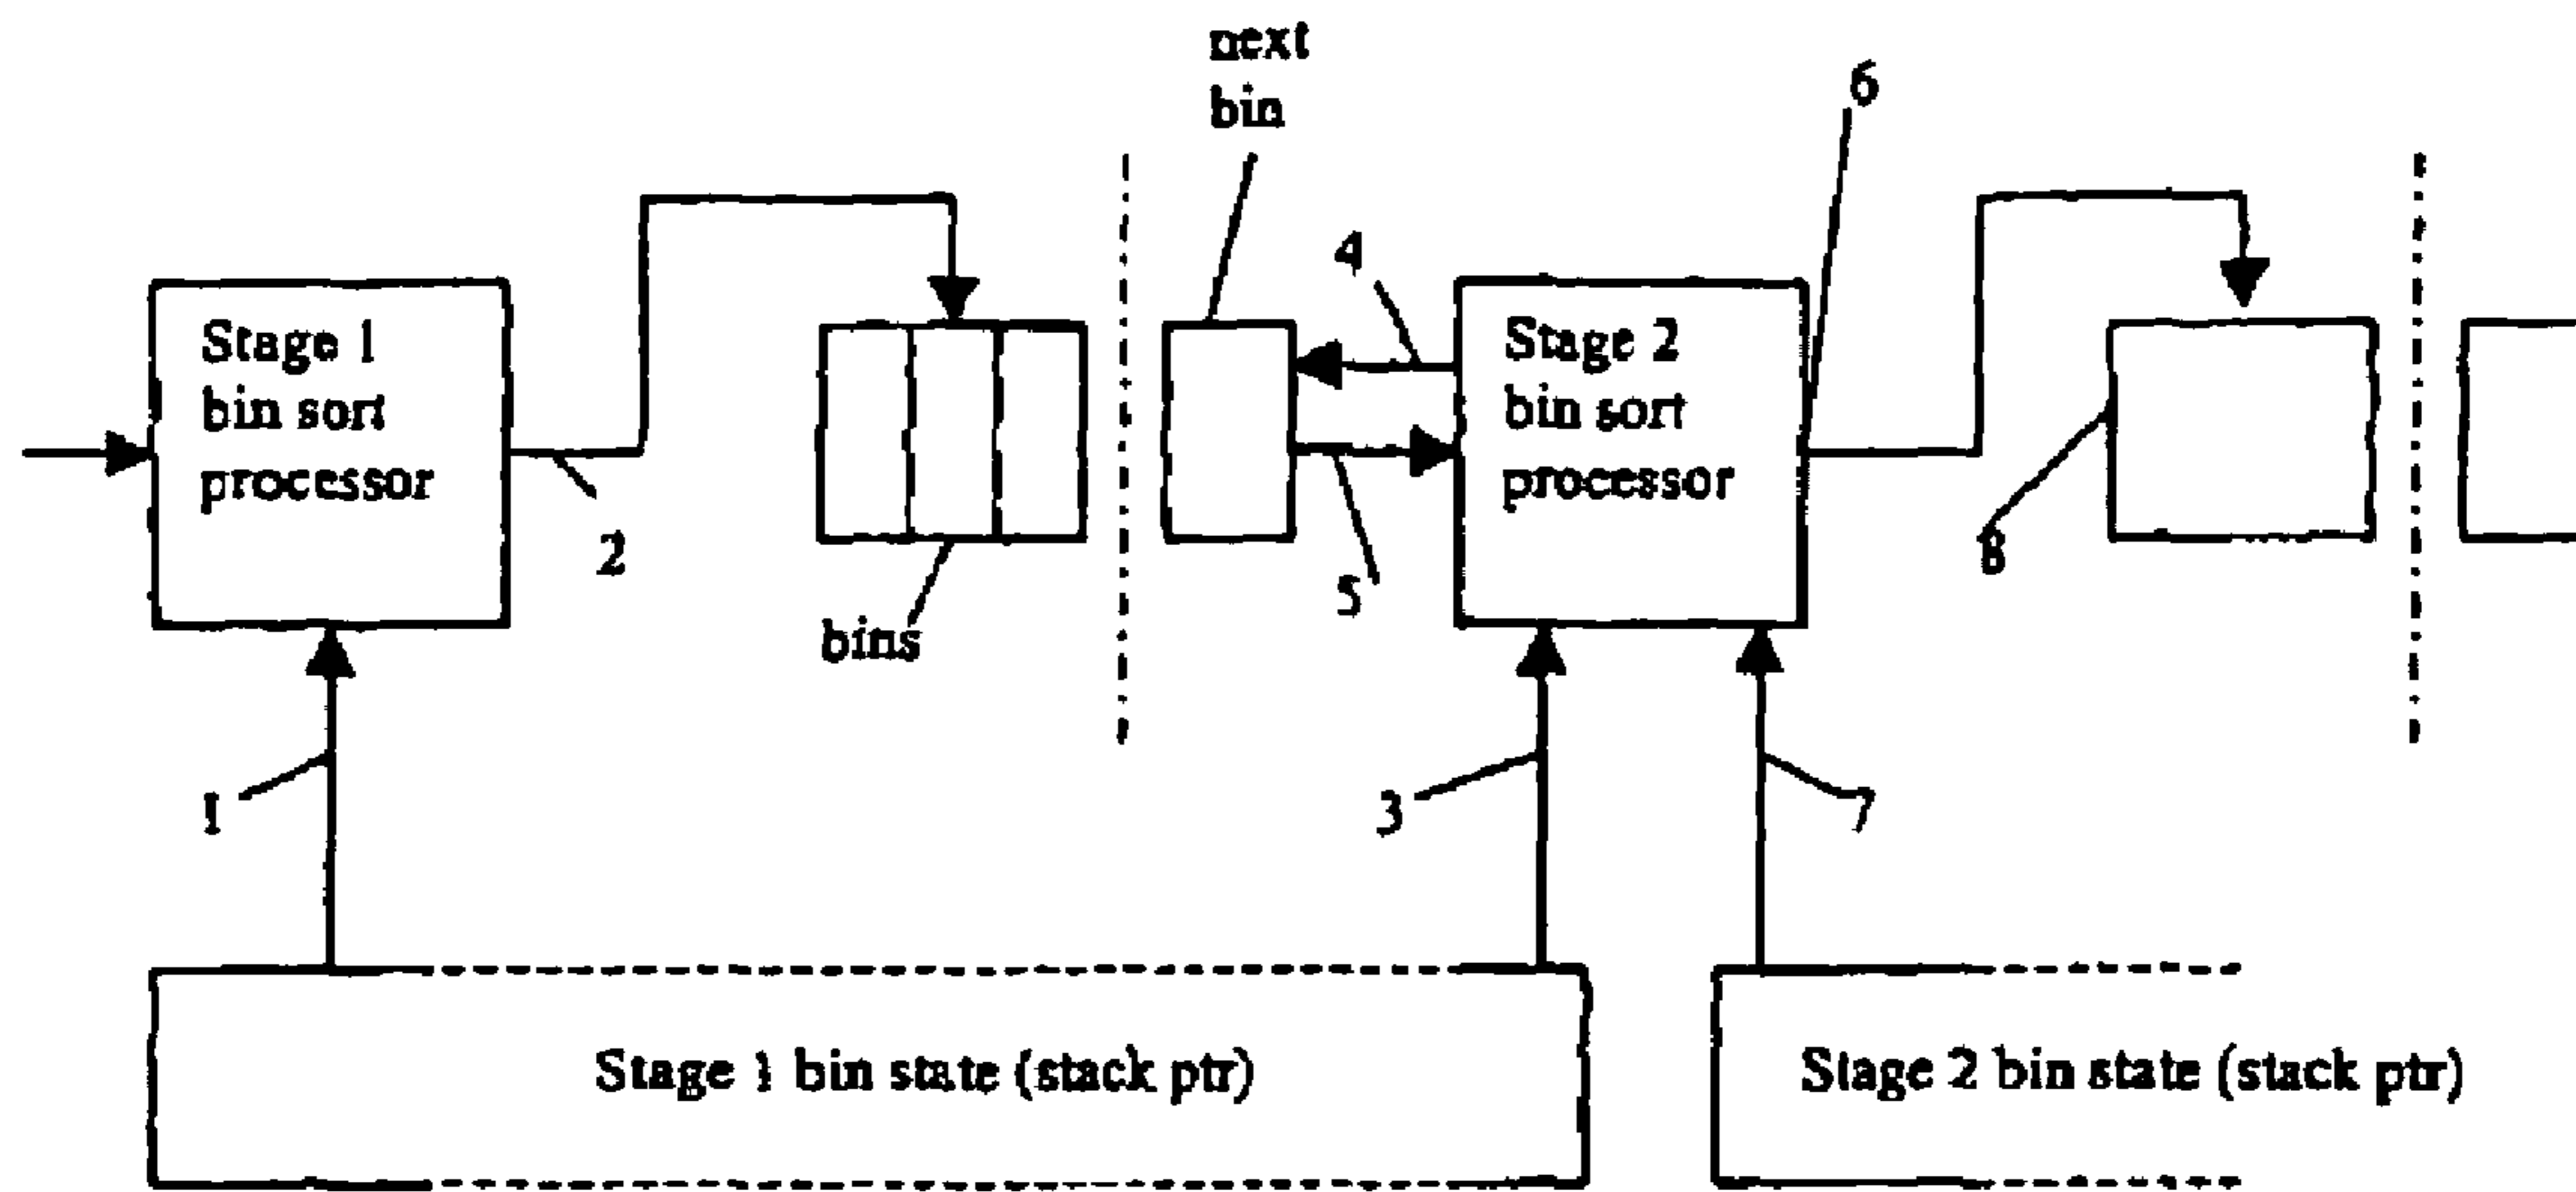 next
bin
6
4
Stage 1
bin sort
processor
Stage 2
bin sort
processor
2
5
8
bins
1
3
7
Stage 1 bin state (stack ptr)
Stage 2 bin state (stack ptr)